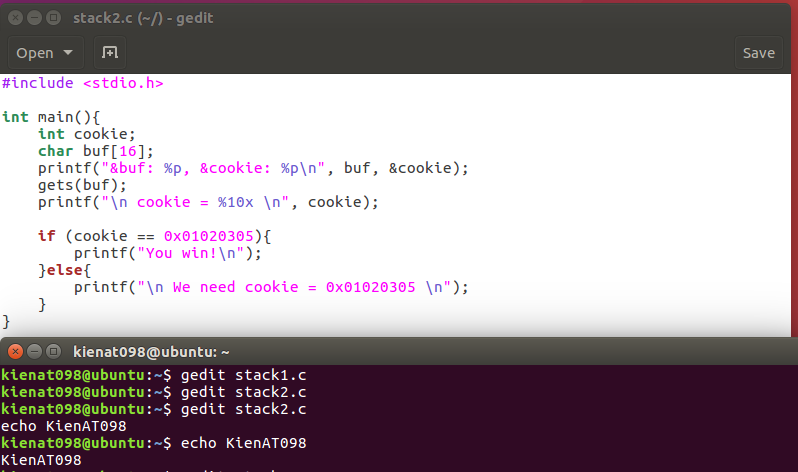 stack2.c (~/) - gedit
Open
Save
#include <stdio.h>
int main(){
    int cookie;
    char buf[16];
    printf("&buf: %p, &cookie: %p\n", buf, &cookie);
    gets(buf);
    printf("\n cookie = %10x \n", cookie);
    if (cookie == 0x01020305){
        printf("You win!\n");
    }else{
        printf("\n We need cookie = 0x01020305 \n");
    }
}
kienat098@ubuntu: ~
kienat098@ubuntu:~$ gedit stack1.c
kienat098@ubuntu:~$ gedit stack2.c
kienat098@ubuntu:~$ gedit stack2.c
echo KienAT098
kienat098@ubuntu:~$ echo KienAT098
KienAT098